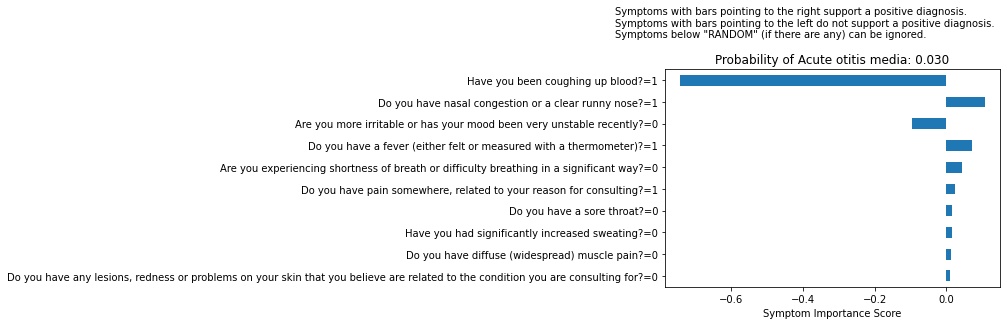 Symptoms with bars pointing to the right support a positive diagnosis.
Symptoms with bars pointing to the left do not support a positive diagnosis.
Symptoms below "RANDOM" (if there are any) can be ignored.
Probability of Acute otitis media: 0.030
Have you been coughing up blood?=1
Do you have nasal congestion or a clear runny nose?=1
Are you more irritable or has your mood been very unstable recently?=0
Do you have a fever (either felt or measured with a thermometer)?=1
Are you experiencing shortness of breath or difficulty breathing in a significant way?=0
Do you have pain somewhere, related to your reason for consulting?=1
Do you have a sore throat?=0
Have you had significantly increased sweating?=0
Do you have diffuse (widespread) muscle pain?=0
Do you have any lesions, redness or problems on your skin that you believe are related to the condition you are consulting for?=0
−0.6 −0.4 −0.2 0.0
Symptom Importance Score